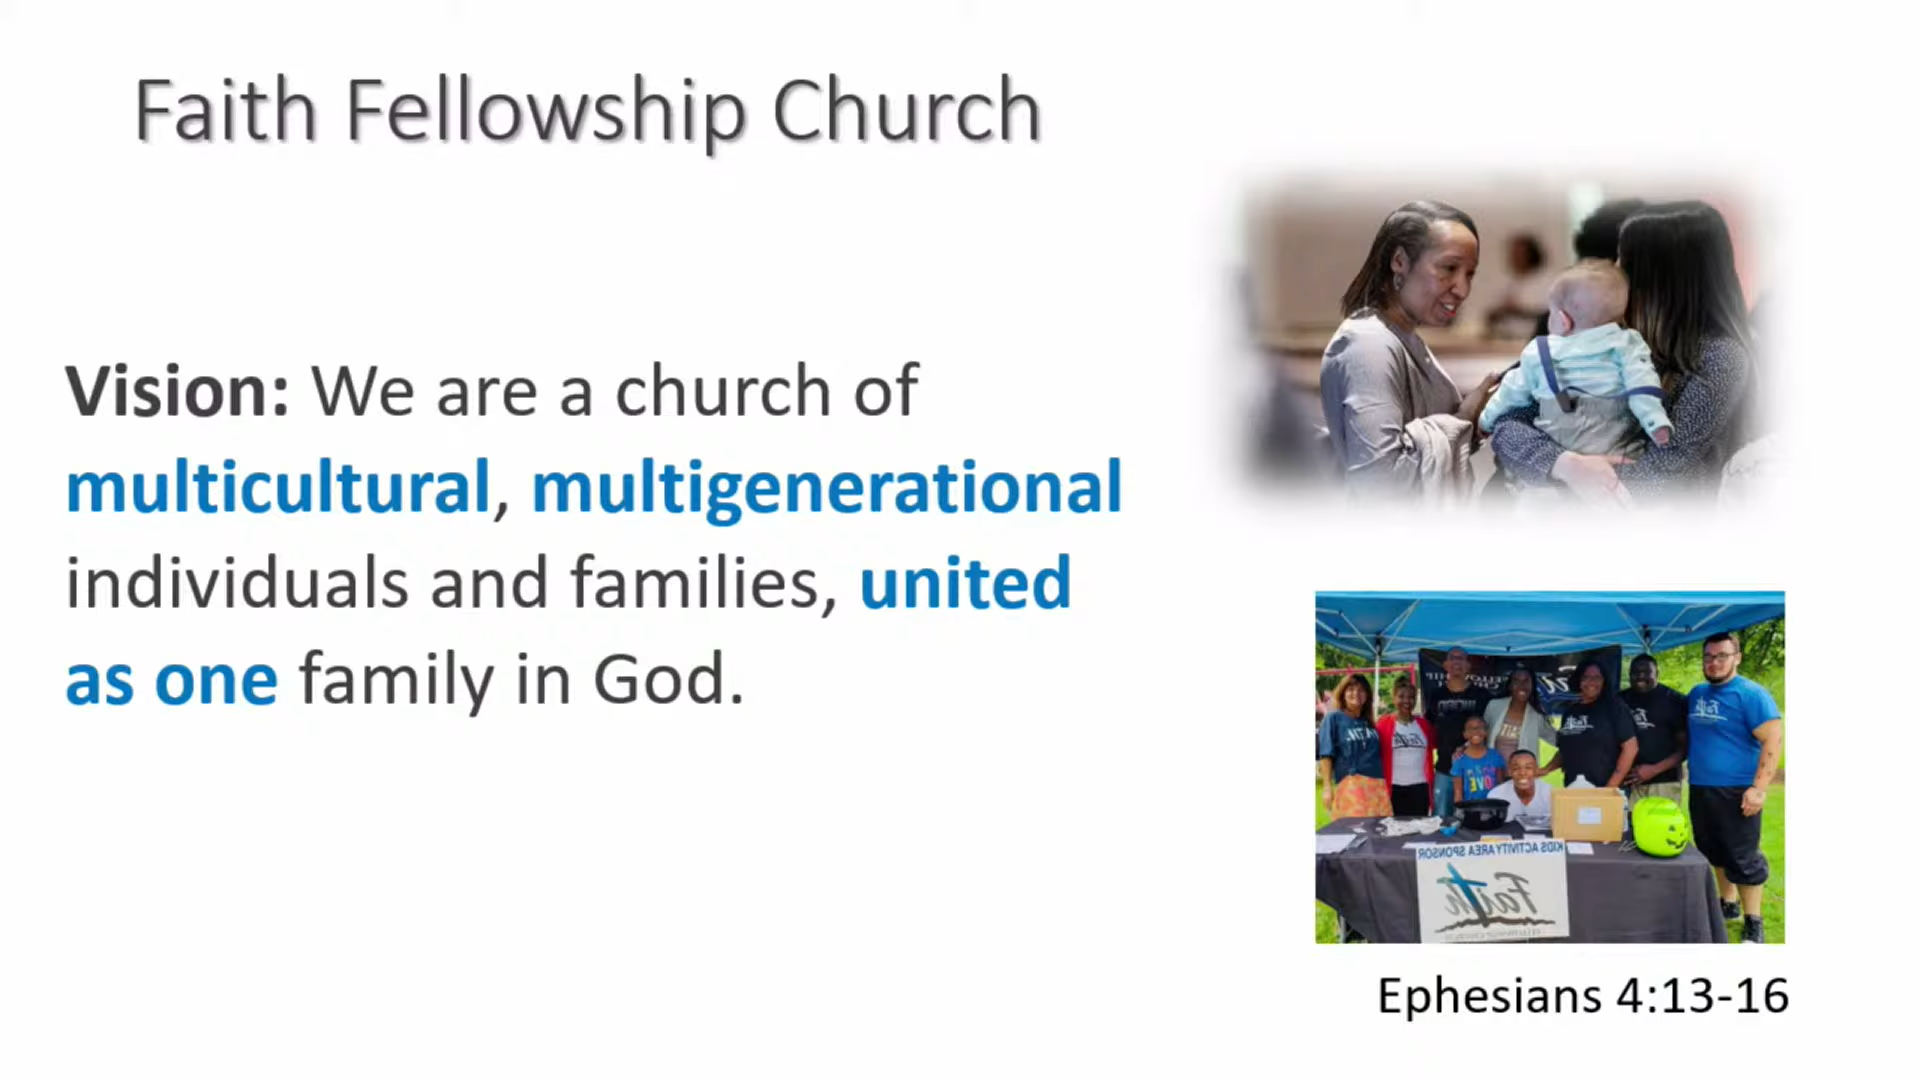 Faith Fellowship Church
Vision: We are a church of
multicultural, multigenerational
individuals and families, united
as one family in God.
KIDS ACTIVITY AREA SPONSOR
Faith
Ephesians 4:13-16